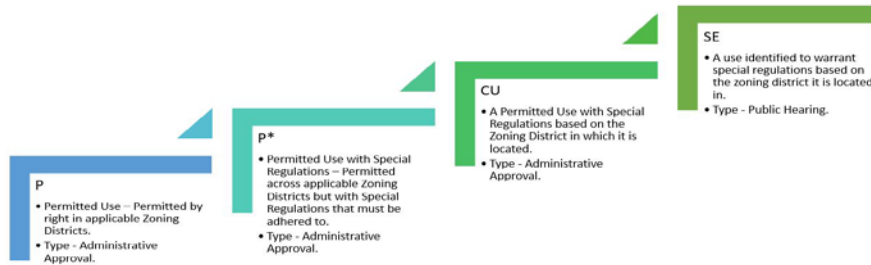 P
• Permitted Use – Permitted by
right in applicable Zoning
Districts.
• Type - Administrative
Approval.
P*
• Permitted Use with Special
Regulations – Permitted
across applicable Zoning
Districts but with Special
Regulations that must be
adhered to.
• Type - Administrative
Approval.
CU
• A Permitted Use with Special
Regulations based on the
Zoning District in which it is
located.
• Type - Administrative
Approval.
SE
• A use identified to warrant
special regulations based on
the zoning district it is located
in.
• Type - Public Hearing.